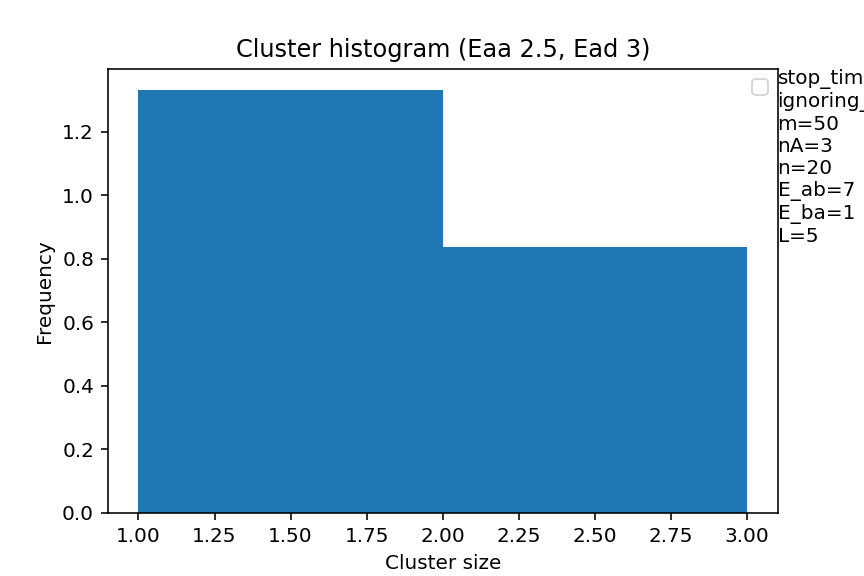 Cluster histogram (Eaa 2.5, Ead 3)
stop_tim
ignoring_
m=50
nA=3
n=20
E_ab=7
E_ba=1
L=5
Frequency
1.2
1.0
0.8
0.6
0.4
0.2
0.0
1.00 1.25 1.50 1.75 2.00 2.25 2.50 2.75 3.00
Cluster size